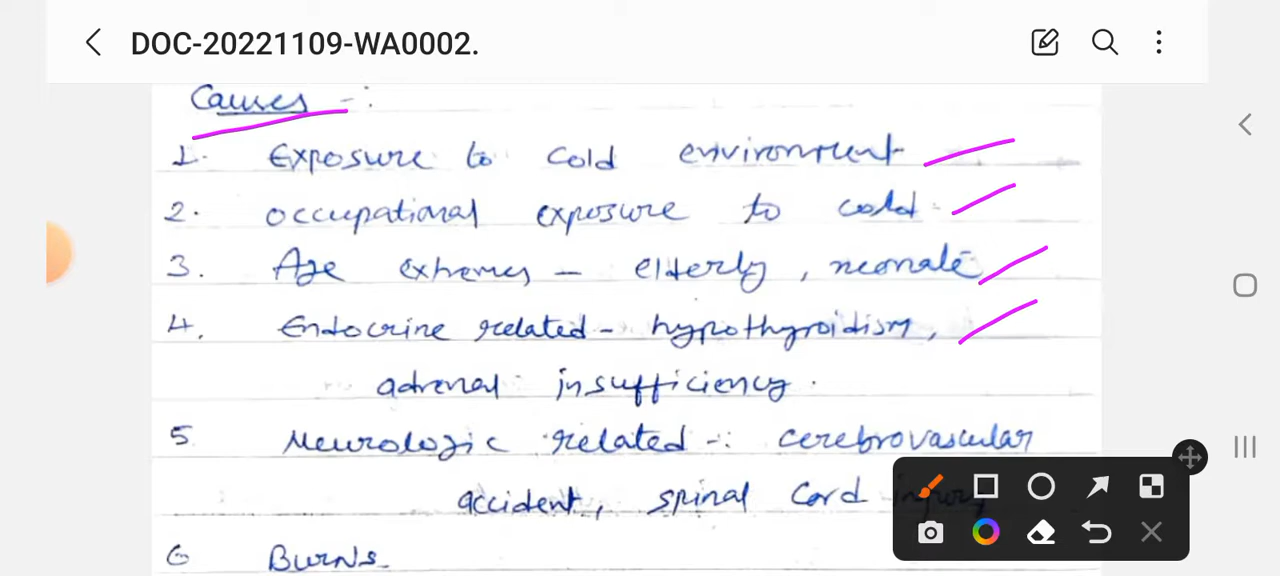 DOC-20221109-WA0002.
Causes -:
1. Exposure to cold environment
2. occupational exposure to cold.
3. Age extremes - elderly, neonate
4. Endocrine related - hypothyroidism,
adrenal insufficiency.
5 Neurologic related -: cerebrovascular
accident, spinal cord injury
6 Burns